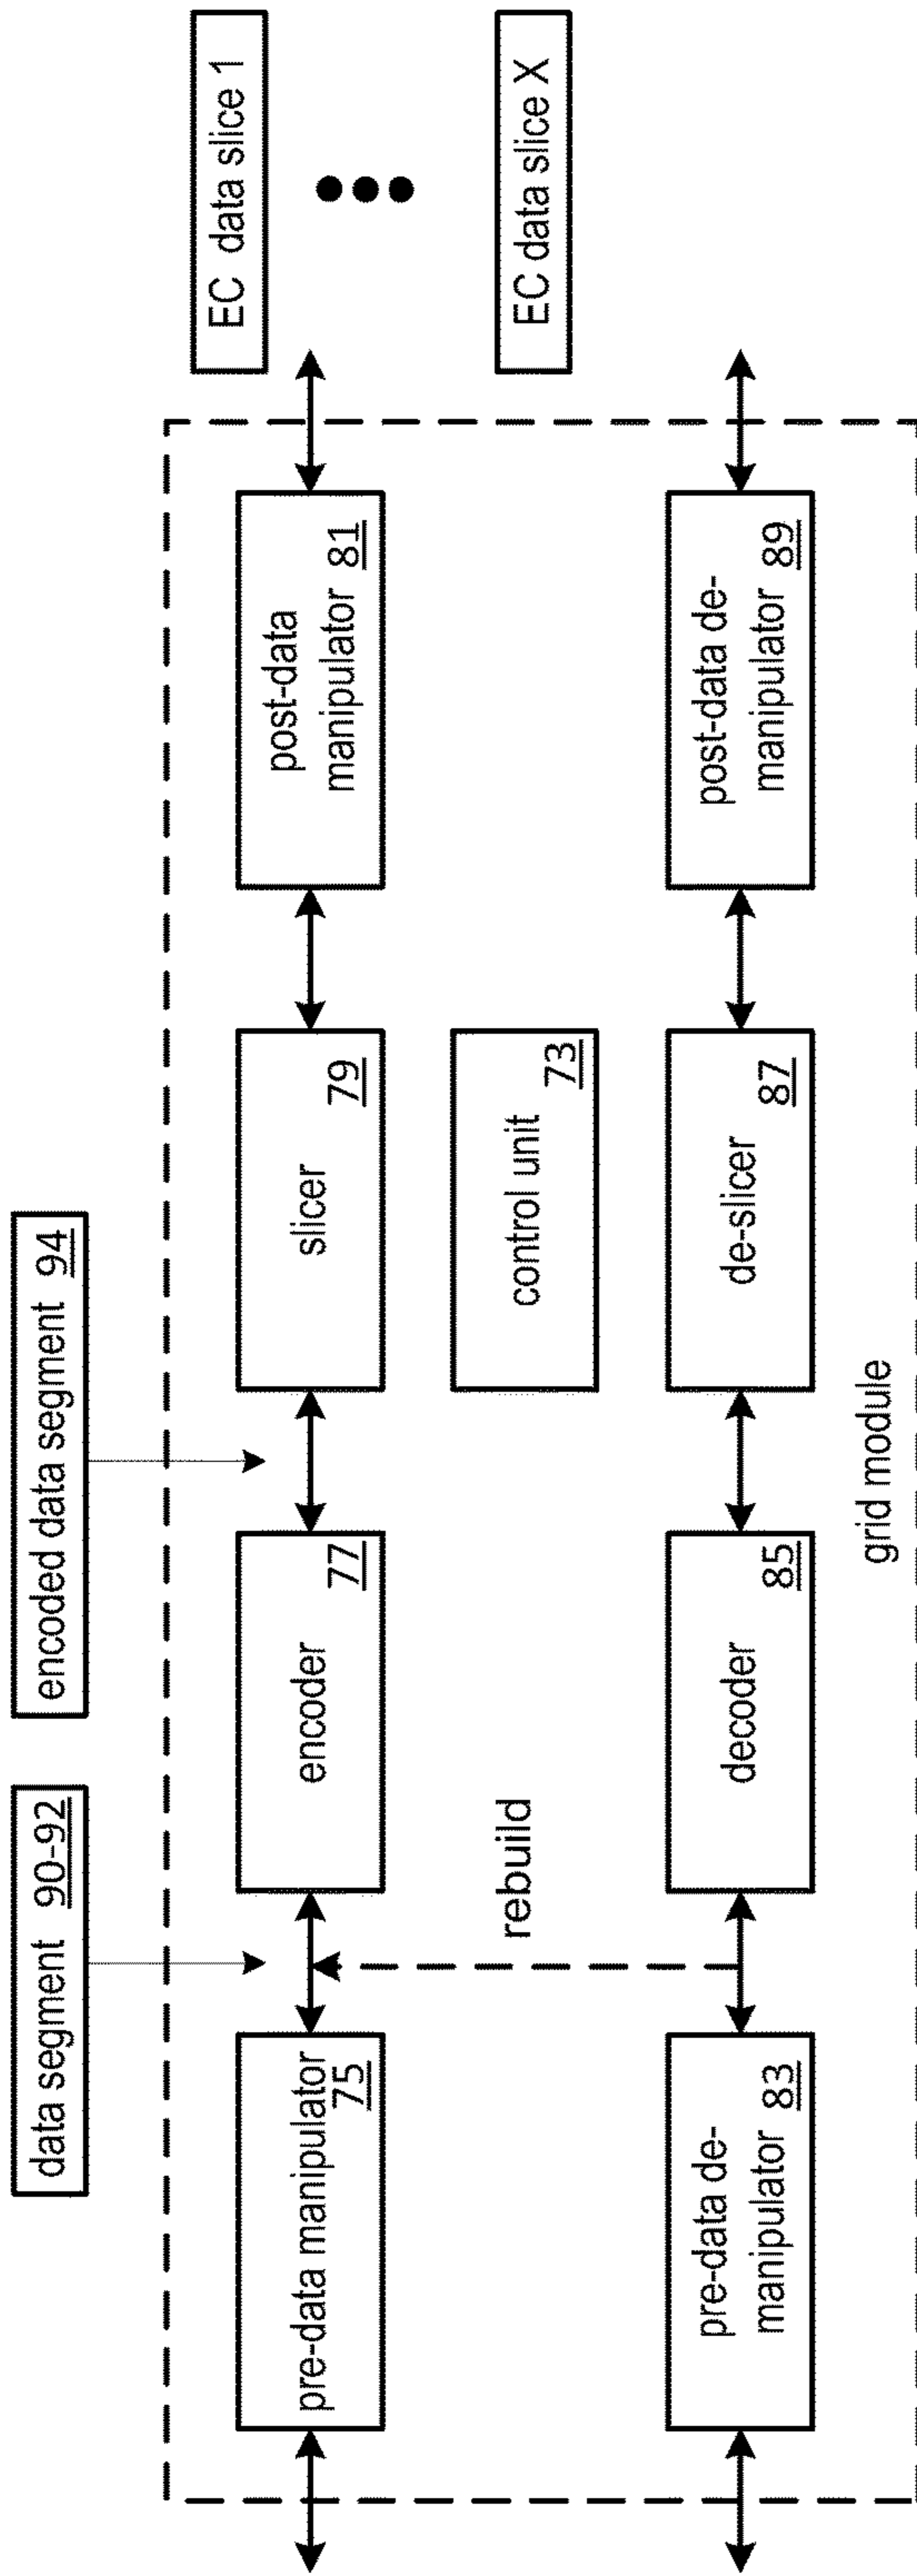 data segment 90-92
encoded data segment 94
pre-data manipulator
75
encoder
77
slicer
79
post-data
manipulator 81
EC data slice 1
rebuild
control unit
73
EC data slice X
pre-data de-
manipulator 83
decoder
85
de-slicer
87
post-data de-
manipulator 89
grid module